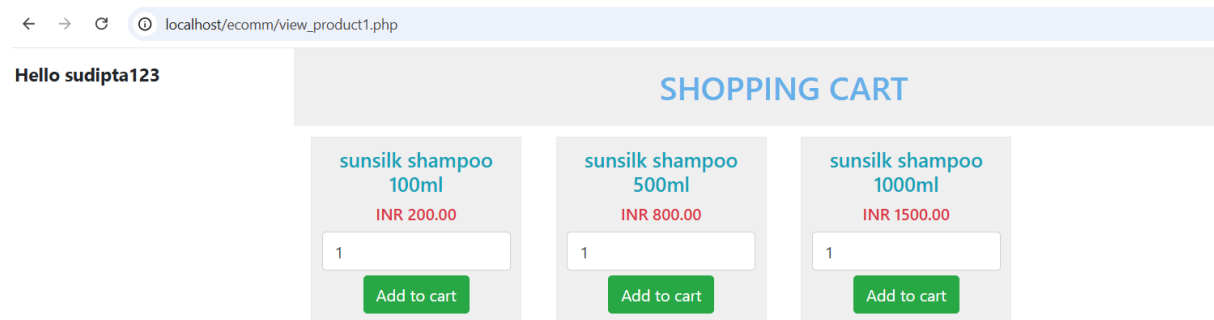 localhost/ecomm/view_product1.php
Hello sudipta123
SHOPPING CART
sunsilk shampoo
100ml
INR 200.00
1
Add to cart
sunsilk shampoo
500ml
INR 800.00
1
Add to cart
sunsilk shampoo
1000ml
INR 1500.00
1
Add to cart